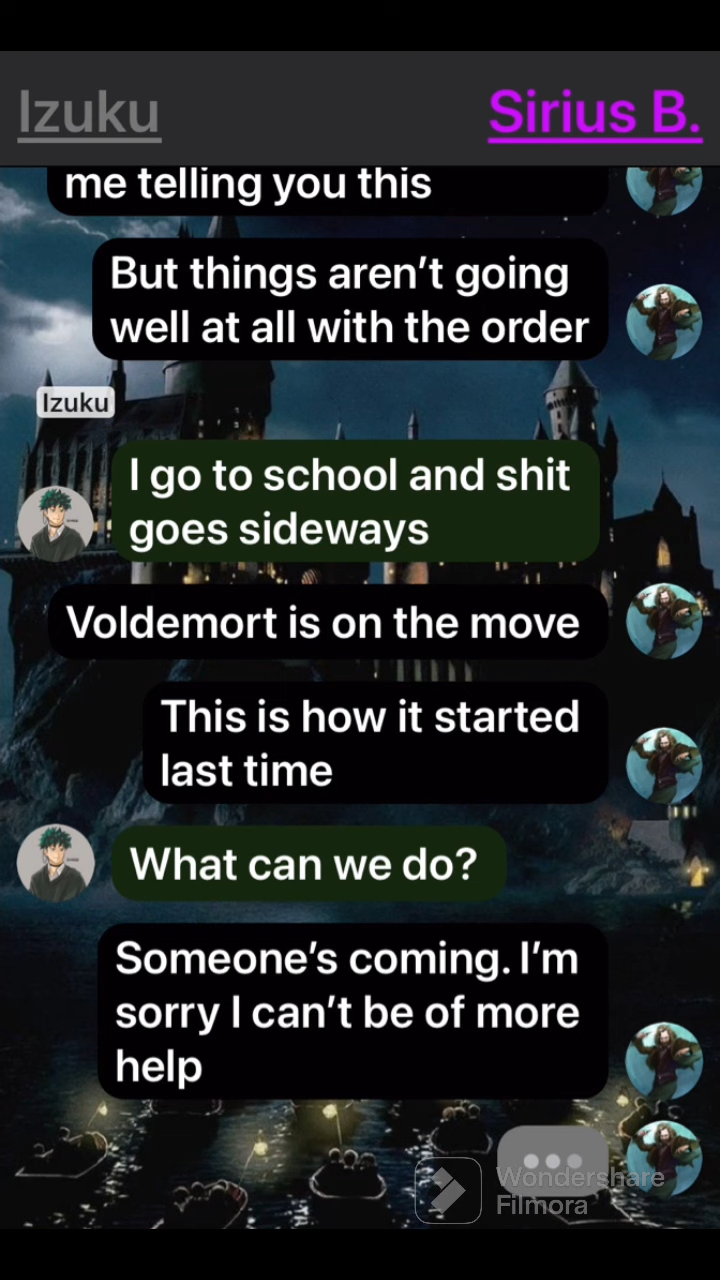 Izuku
Sirius B.
me telling you this
But things aren’t going
well at all with the order
Izuku
I go to school and shit
goes sideways
Voldemort is on the move
This is how it started
last time
What can we do?
Someone’s coming. I’m
sorry I can’t be of more
help
Wondershare
Filmora